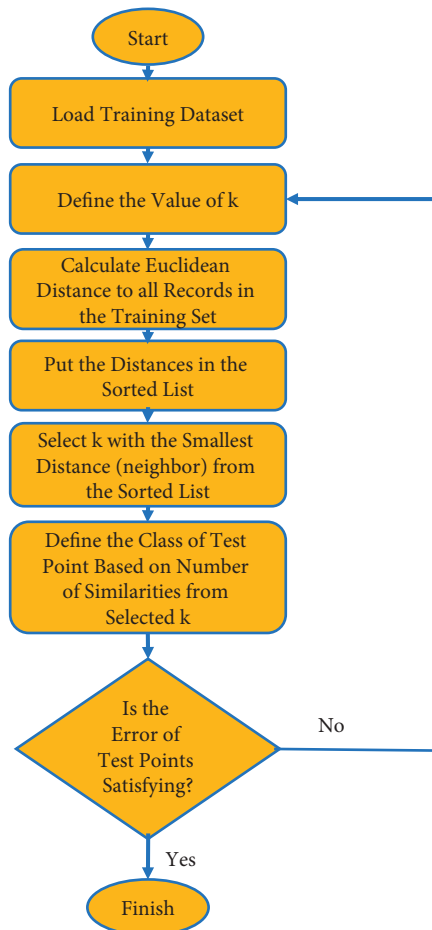 Start
Load Training Dataset
Define the Value of k
Calculate Euclidean
Distance to all Records in
the Training Set
Put the Distances in the
Sorted List
Select k with the Smallest
Distance (neighbor) from
the Sorted List
Define the Class of Test
Point Based on Number
of Similarities from
Selected k
Is the
Error of
Test Points
Satisfying?
No
Yes
Finish